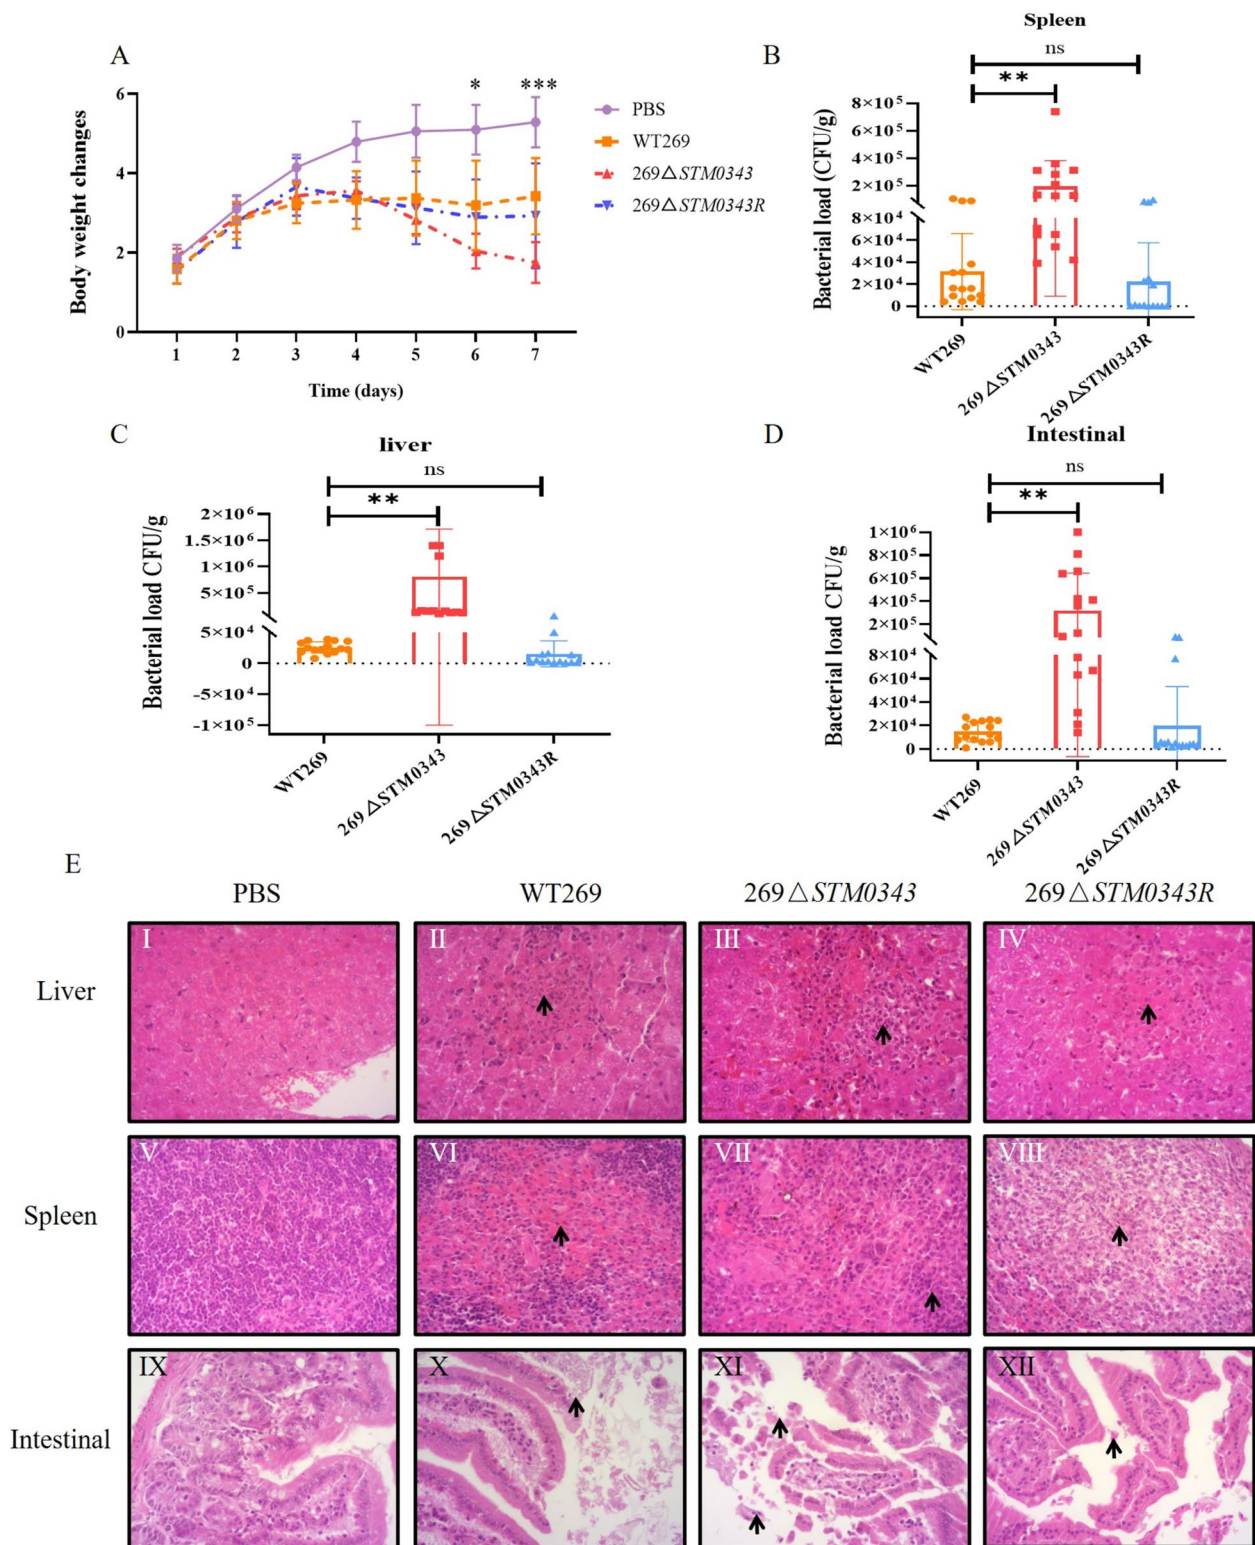 A
Body weight changes
6
4
2
0
*
***
1 2 3 4 5 6 7
Time (days)
PBS
WT269
269△STM0343
269△STM0343R
B
Spleen
ns
**
Bacterial load (CFU/g)
8×10⁵
6×10⁵
4×10⁵
2×10⁵
8×10⁴
6×10⁴
4×10⁴
2×10⁴
0
WT269
269△STM0343
269△STM0343R
C
liver
ns
**
Bacterial load CFU/g
2×10⁶
1.5×10⁶
1×10⁶
5×10⁵
5×10⁴
0
-5×10⁴
-1×10⁵
WT269
269△STM0343
269△STM0343R
D
Intestinal
ns
**
Bacterial load CFU/g
1×10⁶
8×10⁵
6×10⁵
4×10⁵
2×10⁵
8×10⁴
6×10⁴
4×10⁴
2×10⁴
0
WT269
269△STM0343
269△STM0343R
E
PBS WT269 269△STM0343 269△STM0343R
Liver
I II III IV
Spleen
V VI VII VIII
Intestinal
IX X XI XII